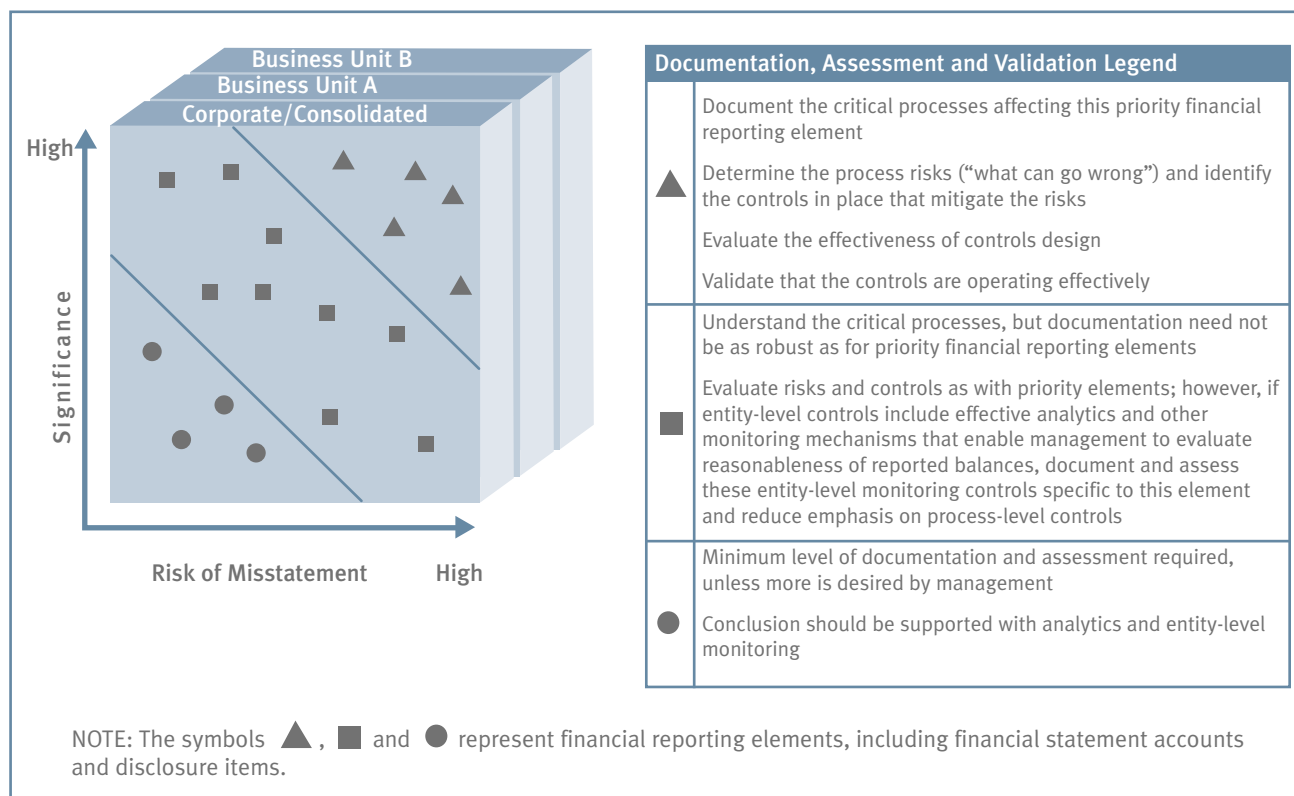 Business Unit B
Business Unit A
Corporate/Consolidated
High
Significance
Risk of Misstatement
High
Documentation, Assessment and Validation Legend
Document the critical processes affecting this priority financial
reporting element
Determine the process risks (“what can go wrong”) and identify
the controls in place that mitigate the risks
Evaluate the effectiveness of controls design
Validate that the controls are operating effectively
Understand the critical processes, but documentation need not
be as robust as for priority financial reporting elements
Evaluate risks and controls as with priority elements; however, if
entity-level controls include effective analytics and other
monitoring mechanisms that enable management to evaluate
reasonableness of reported balances, document and assess
these entity-level monitoring controls specific to this element
and reduce emphasis on process-level controls
Minimum level of documentation and assessment required,
unless more is desired by management
Conclusion should be supported with analytics and entity-level
monitoring
NOTE: The symbols ▲ , ■ and ● represent financial reporting elements, including financial statement accounts
and disclosure items.